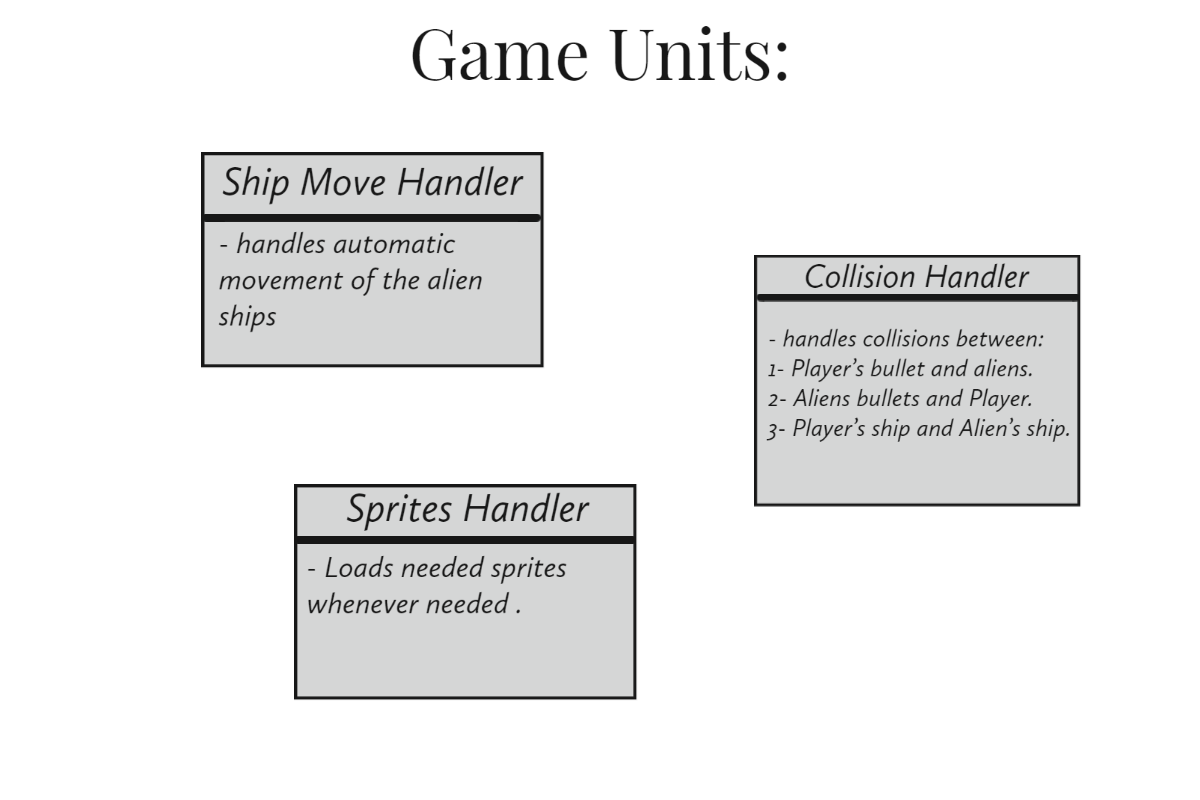 Game Units:
Ship Move Handler
- handles automatic
movement of the alien
ships
Collision Handler
- handles collisions between:
1- Player’s bullet and aliens.
2- Aliens bullets and Player.
3- Player’s ship and Alien’s ship.
Sprites Handler
- Loads needed sprites
whenever needed .